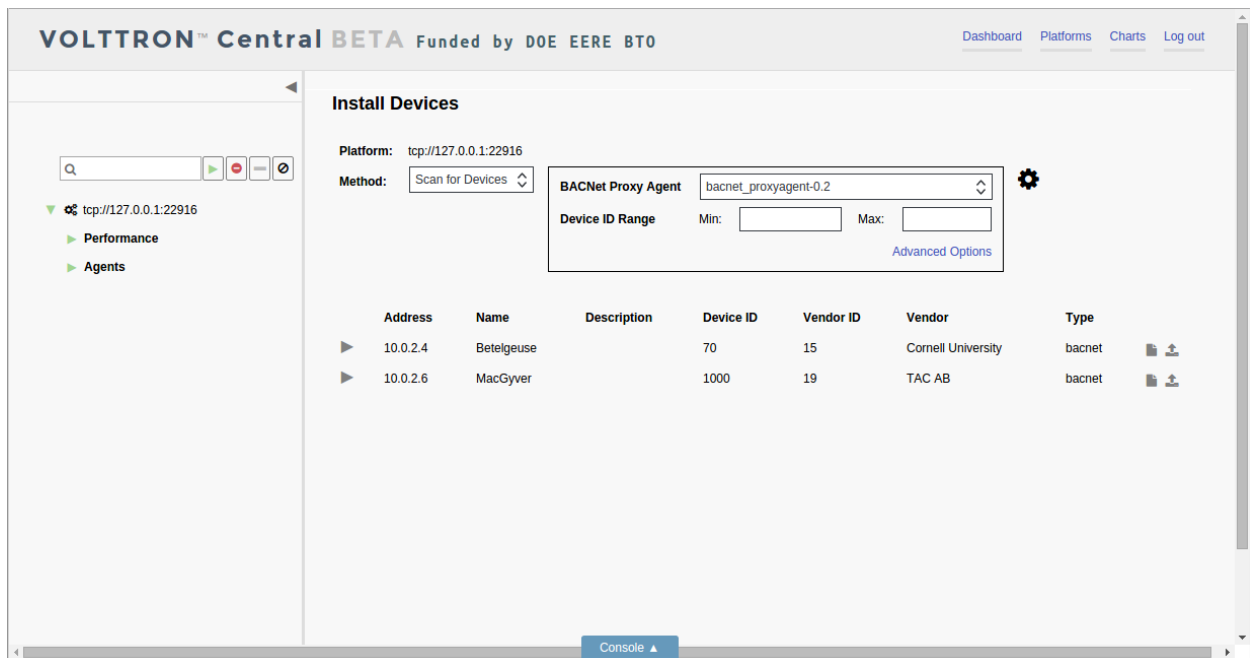 VOLTTRON™ Central BETA Funded by DOE EERE BTO
Dashboard Platforms Charts Log out
Install Devices
Platform: tcp://127.0.0.1:22916
Method: Scan for Devices
BACNet Proxy Agent bacnet_proxyagent-0.2
Device ID Range Min: Max:
Advanced Options
tcp://127.0.0.1:22916
Performance
Agents
Address Name Description Device ID Vendor ID Vendor Type
10.0.2.4 Betelgeuse 70 15 Cornell University bacnet
10.0.2.6 MacGyver 1000 19 TAC AB bacnet
Console ▲